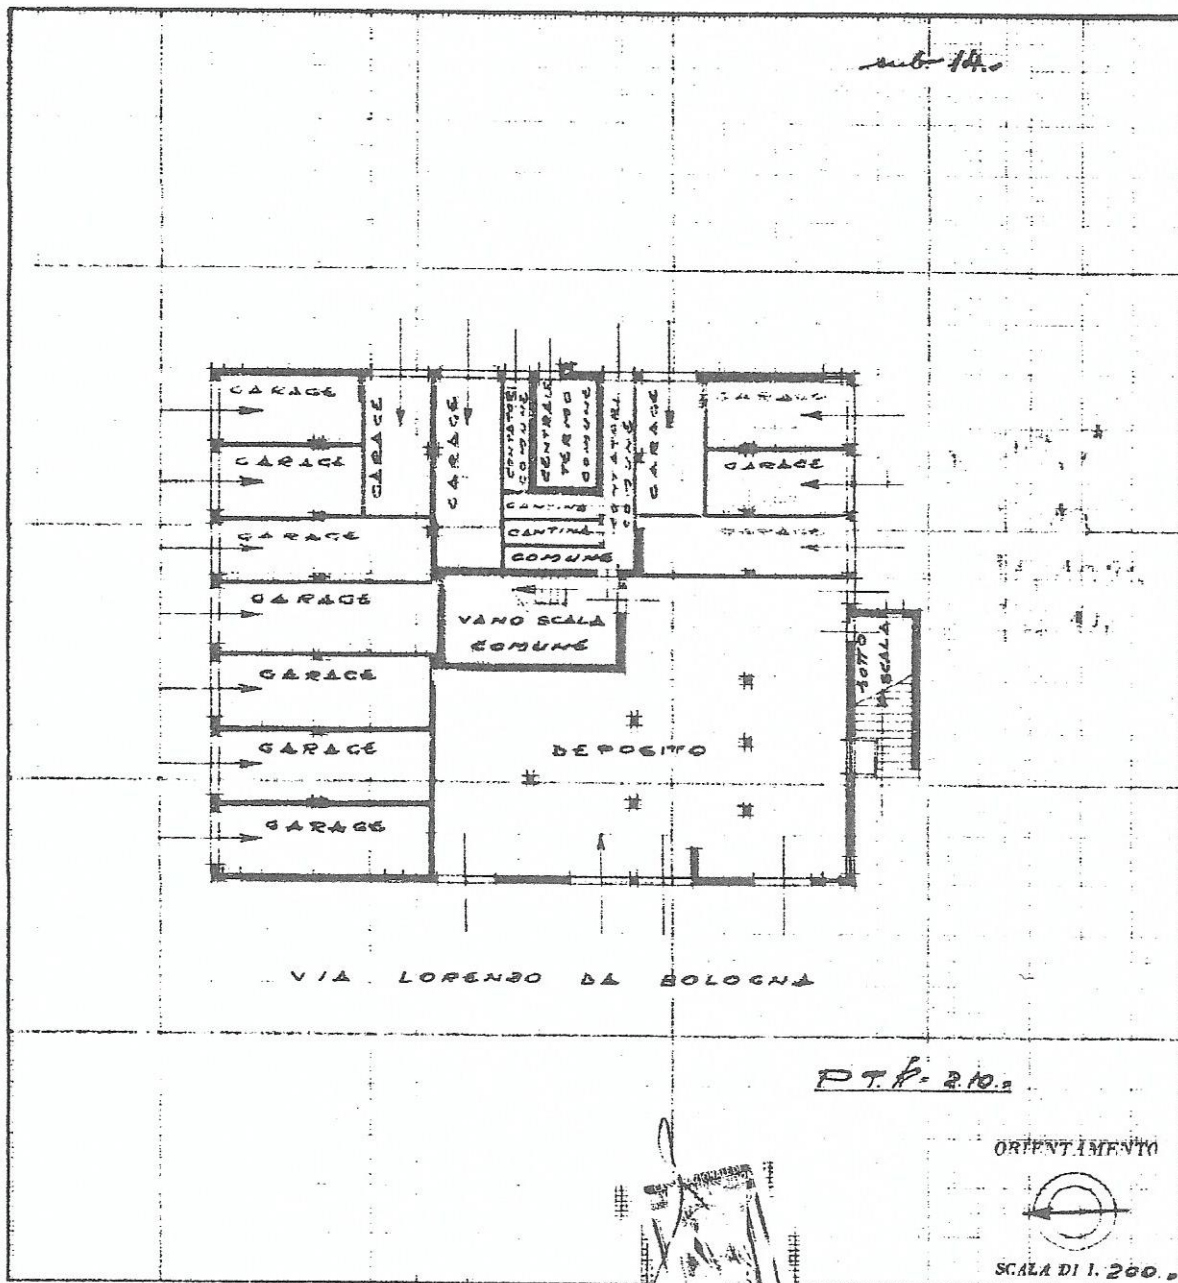 sub 14.
GARAGE
GARAGE
GARAGE
GARAGE
CONTATORI
COMUNE
CENTRALE
TERMO
COMUNE
CONTATORI
COMUNE
GARAGE
GARAGE
GARAGE
GARAGE
CANTINA
CANTINA
COMUNE
GARAGE
GARAGE
GARAGE
VANO SCALA
COMUNE
SOTTO
SCALA
GARAGE
GARAGE
DEPOSITO
GARAGE
VIA LORENZO DA BOLOGNA
P.T. h= 2.10.=
ORIENTAMENTO
SCALA DI 1. 200.=